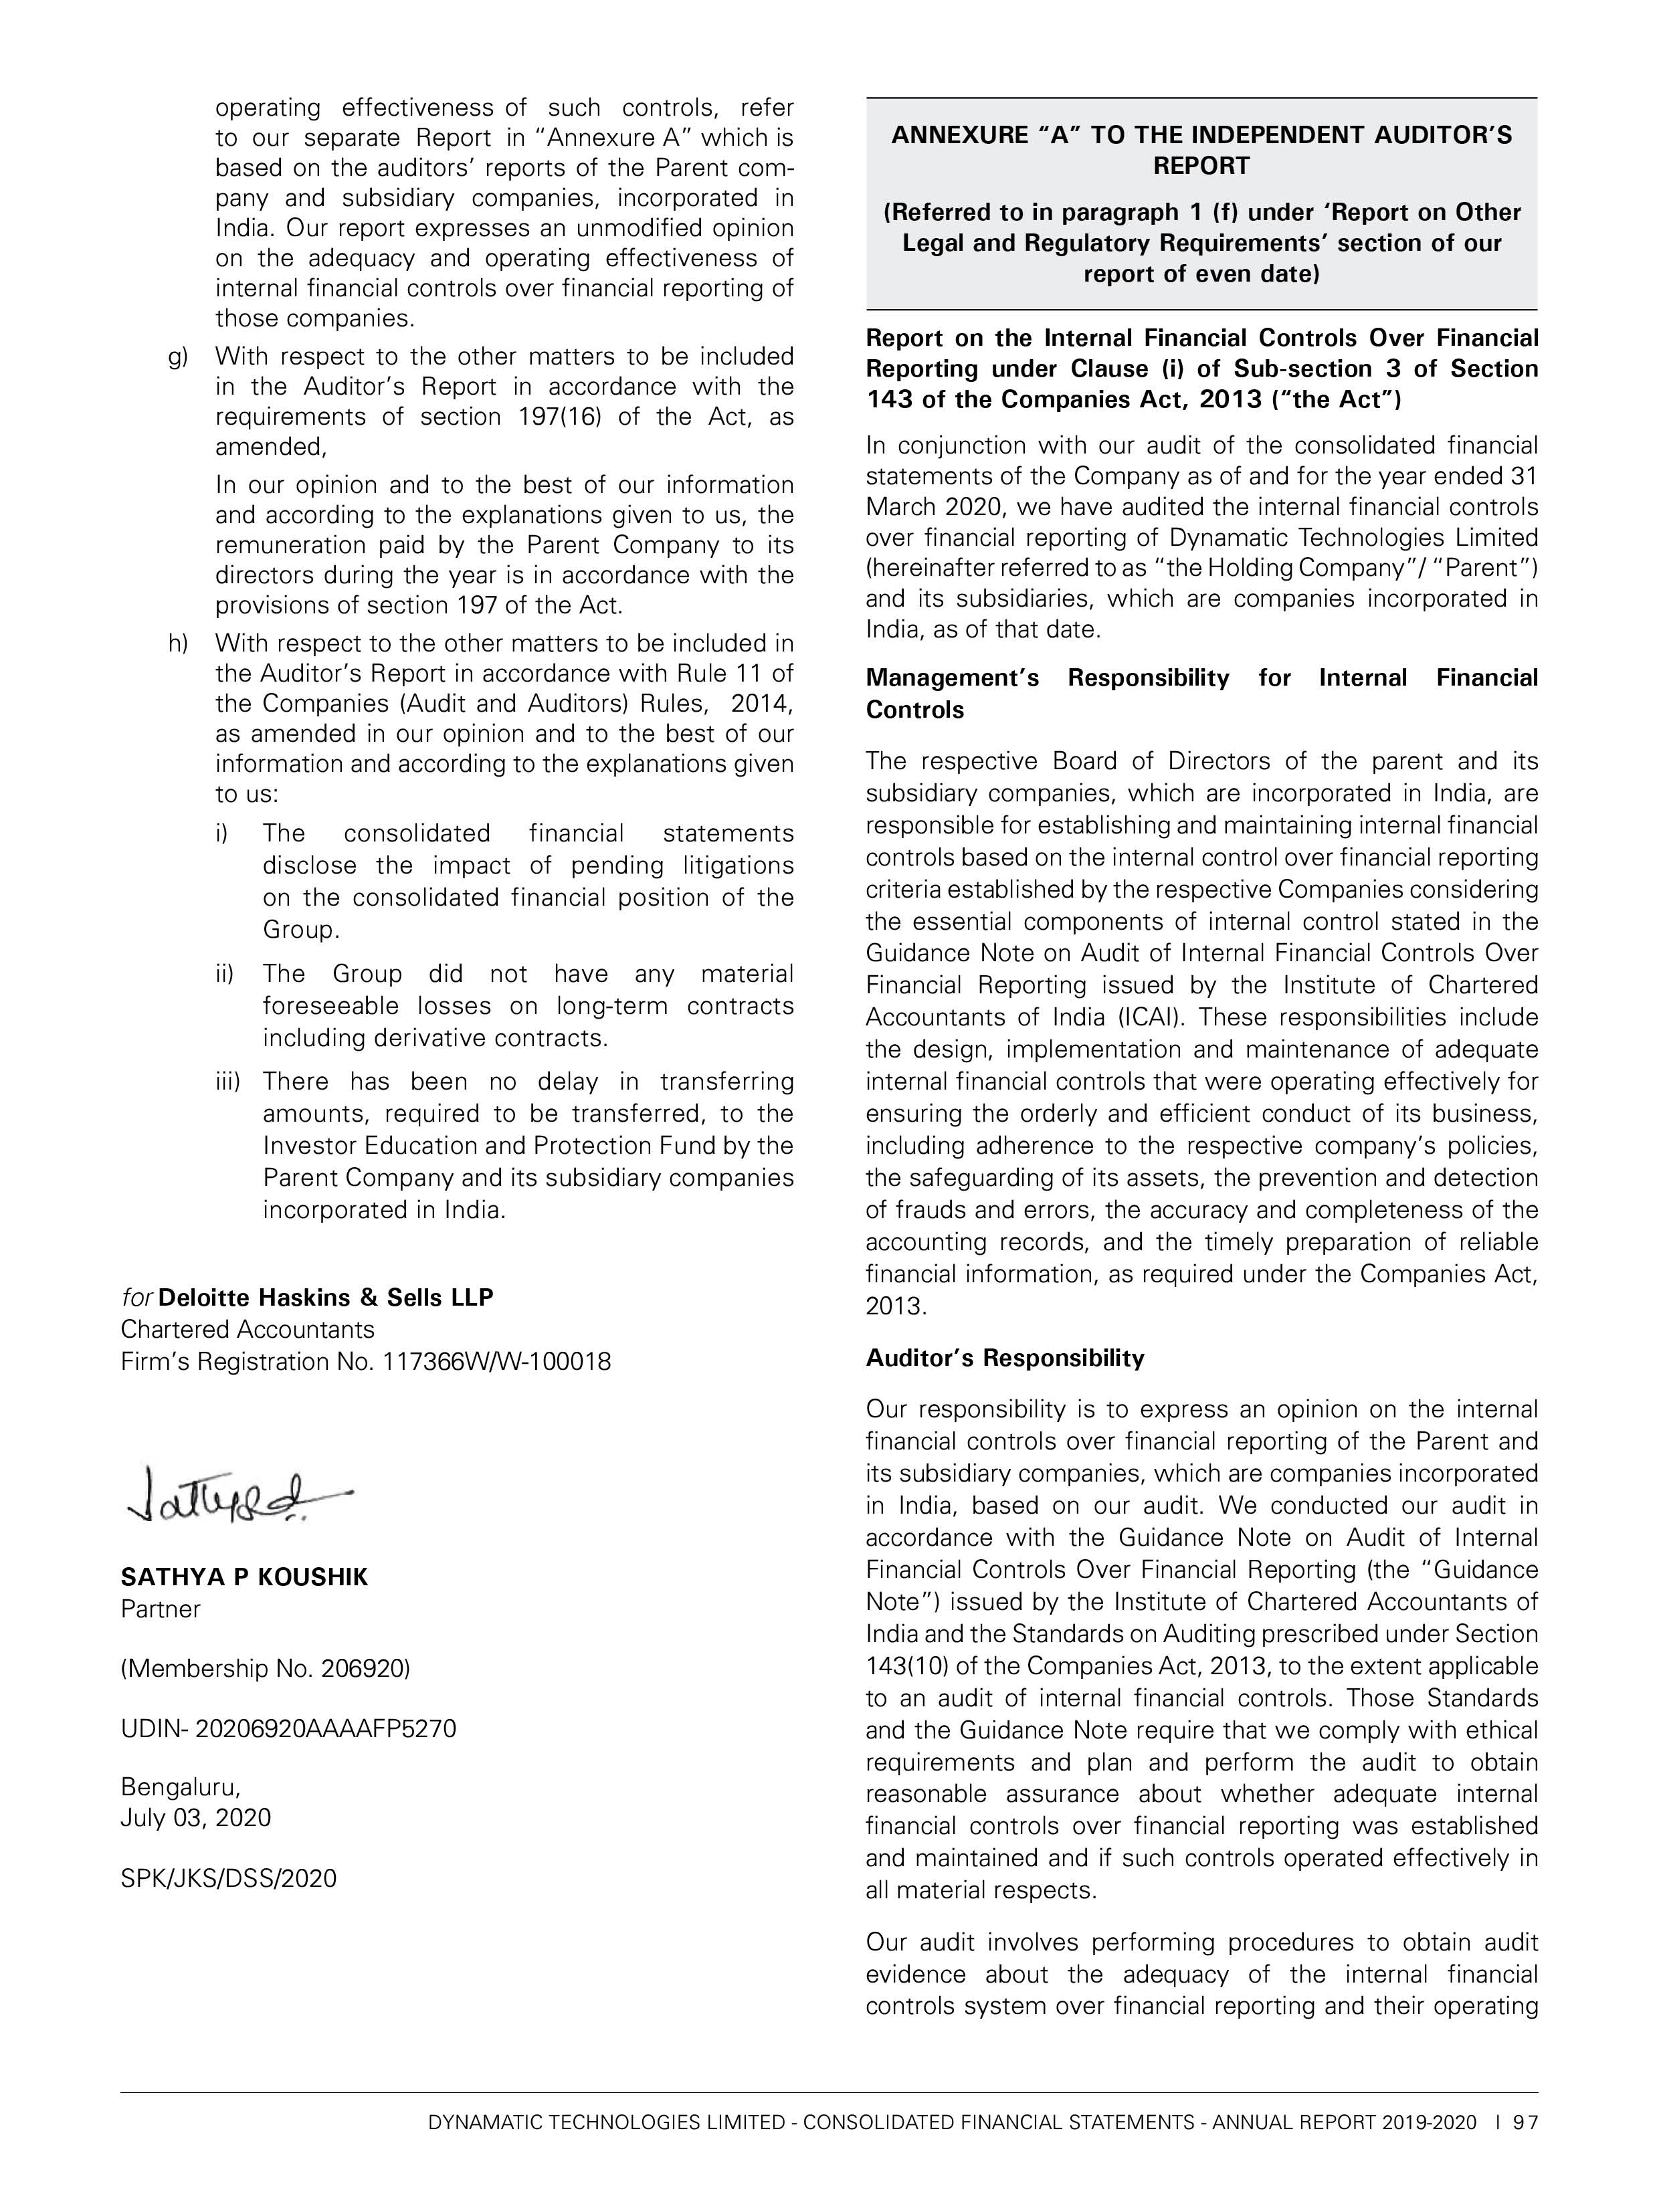 operating effectiveness of such controls, refer
to our separate Report in “Annexure A” which is
based on the auditors’ reports of the Parent com-
pany and subsidiary companies, incorporated in
India. Our report expresses an unmodified opinion
on the adequacy and operating effectiveness of
internal financial controls over financial reporting of
those companies.
g) With respect to the other matters to be included
in the Auditor’s Report in accordance with the
requirements of section 197(16) of the Act, as
amended,
In our opinion and to the best of our information
and according to the explanations given to us, the
remuneration paid by the Parent Company to its
directors during the year is in accordance with the
provisions of section 197 of the Act.
h) With respect to the other matters to be included in
the Auditor’s Report in accordance with Rule 11 of
the Companies (Audit and Auditors) Rules, 2014,
as amended in our opinion and to the best of our
information and according to the explanations given
to us:
i) The consolidated financial statements
disclose the impact of pending litigations
on the consolidated financial position of the
Group.
ii) The Group did not have any material
foreseeable losses on long-term contracts
including derivative contracts.
iii) There has been no delay in transferring
amounts, required to be transferred, to the
Investor Education and Protection Fund by the
Parent Company and its subsidiary companies
incorporated in India.
for Deloitte Haskins & Sells LLP
Chartered Accountants
Firm’s Registration No. 117366W/W-100018
SATHYA P KOUSHIK
Partner
(Membership No. 206920)
UDIN- 20206920AAAAFP5270
Bengaluru,
July 03, 2020
SPK/JKS/DSS/2020
ANNEXURE “A” TO THE INDEPENDENT AUDITOR’S
REPORT
(Referred to in paragraph 1 (f) under ‘Report on Other
Legal and Regulatory Requirements’ section of our
report of even date)
Report on the Internal Financial Controls Over Financial
Reporting under Clause (i) of Sub-section 3 of Section
143 of the Companies Act, 2013 (“the Act”)
In conjunction with our audit of the consolidated financial
statements of the Company as of and for the year ended 31
March 2020, we have audited the internal financial controls
over financial reporting of Dynamatic Technologies Limited
(hereinafter referred to as “the Holding Company”/ “Parent”)
and its subsidiaries, which are companies incorporated in
India, as of that date.
Management’s Responsibility for Internal Financial
Controls
The respective Board of Directors of the parent and its
subsidiary companies, which are incorporated in India, are
responsible for establishing and maintaining internal financial
controls based on the internal control over financial reporting
criteria established by the respective Companies considering
the essential components of internal control stated in the
Guidance Note on Audit of Internal Financial Controls Over
Financial Reporting issued by the Institute of Chartered
Accountants of India (ICAI). These responsibilities include
the design, implementation and maintenance of adequate
internal financial controls that were operating effectively for
ensuring the orderly and efficient conduct of its business,
including adherence to the respective company’s policies,
the safeguarding of its assets, the prevention and detection
of frauds and errors, the accuracy and completeness of the
accounting records, and the timely preparation of reliable
financial information, as required under the Companies Act,
2013.
Auditor’s Responsibility
Our responsibility is to express an opinion on the internal
financial controls over financial reporting of the Parent and
its subsidiary companies, which are companies incorporated
in India, based on our audit. We conducted our audit in
accordance with the Guidance Note on Audit of Internal
Financial Controls Over Financial Reporting (the “Guidance
Note”) issued by the Institute of Chartered Accountants of
India and the Standards on Auditing prescribed under Section
143(10) of the Companies Act, 2013, to the extent applicable
to an audit of internal financial controls. Those Standards
and the Guidance Note require that we comply with ethical
requirements and plan and perform the audit to obtain
reasonable assurance about whether adequate internal
financial controls over financial reporting was established
and maintained and if such controls operated effectively in
all material respects.
Our audit involves performing procedures to obtain audit
evidence about the adequacy of the internal financial
controls system over financial reporting and their operating
DYNAMATIC TECHNOLOGIES LIMITED - CONSOLIDATED FINANCIAL STATEMENTS - ANNUAL REPORT 2019-2020 | 97